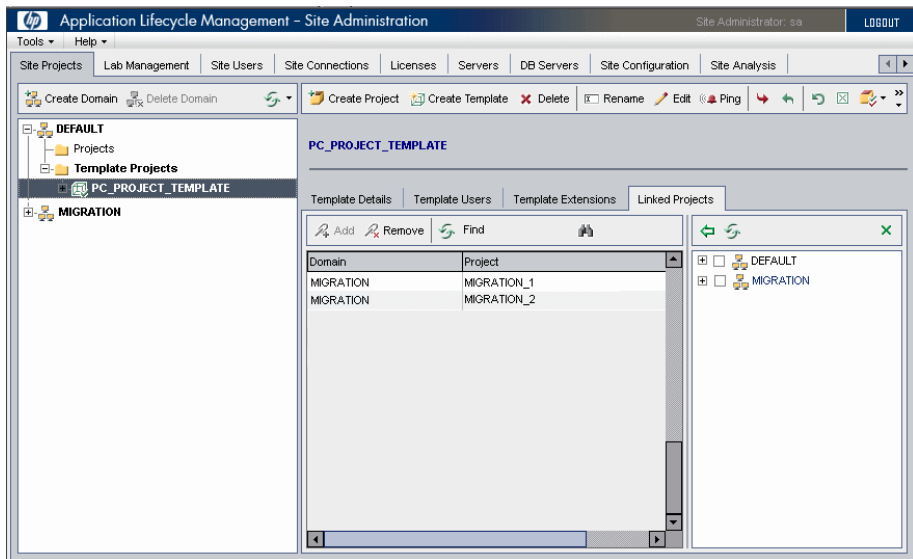 hp Application Lifecycle Management - Site Administration Site Administrator: sa LOGOUT
Tools Help
Site Projects Lab Management Site Users Site Connections Licenses Servers DB Servers Site Configuration Site Analysis
Create Domain Delete Domain Create Project Create Template Delete Rename Edit Ping
DEFAULT
Projects
Template Projects
PC_PROJECT_TEMPLATE
MIGRATION
PC_PROJECT_TEMPLATE
Template Details Template Users Template Extensions Linked Projects
Add Remove Find
Domain Project
MIGRATION MIGRATION_1
MIGRATION MIGRATION_2
DEFAULT
MIGRATION